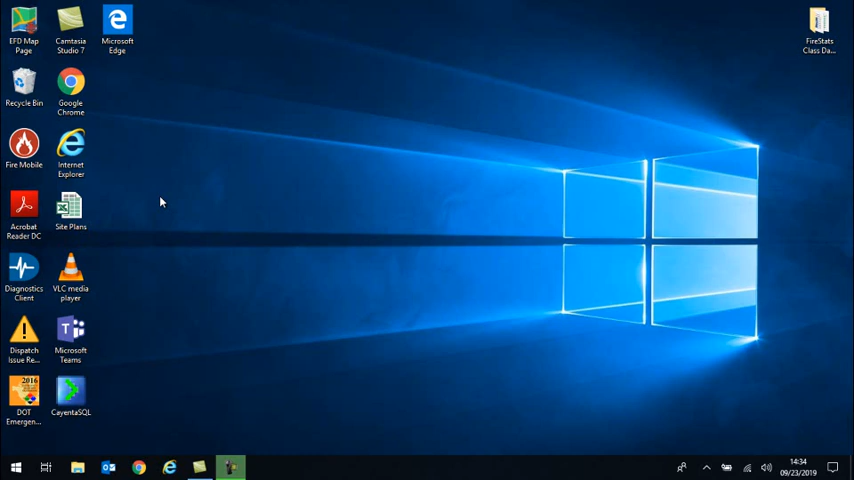 EFD Map
Page
Camtasia
Studio 7
Microsoft
Edge
FireStats
Class Da...
Recycle Bin
Google
Chrome
Fire Mobile
Internet
Explorer
Acrobat
Reader DC
Site Plans
Diagnostics
Client
VLC media
player
Dispatch
Issue Re...
Microsoft
Teams
2016
DOT
Emergen...
CayentaSQL
14:34
09/23/2019